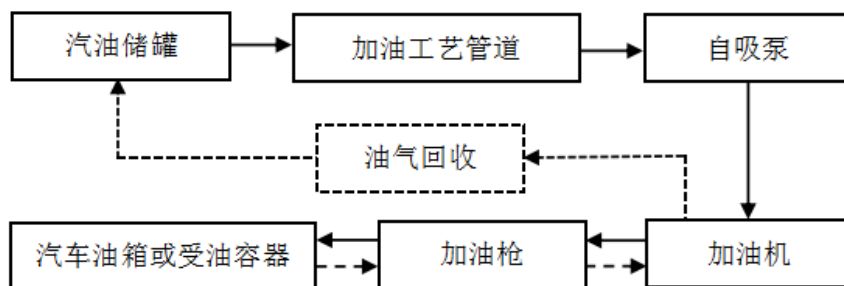 汽油储罐
加油工艺管道
自吸泵
油气回收
汽车油箱或受油容器
加油枪
加油机